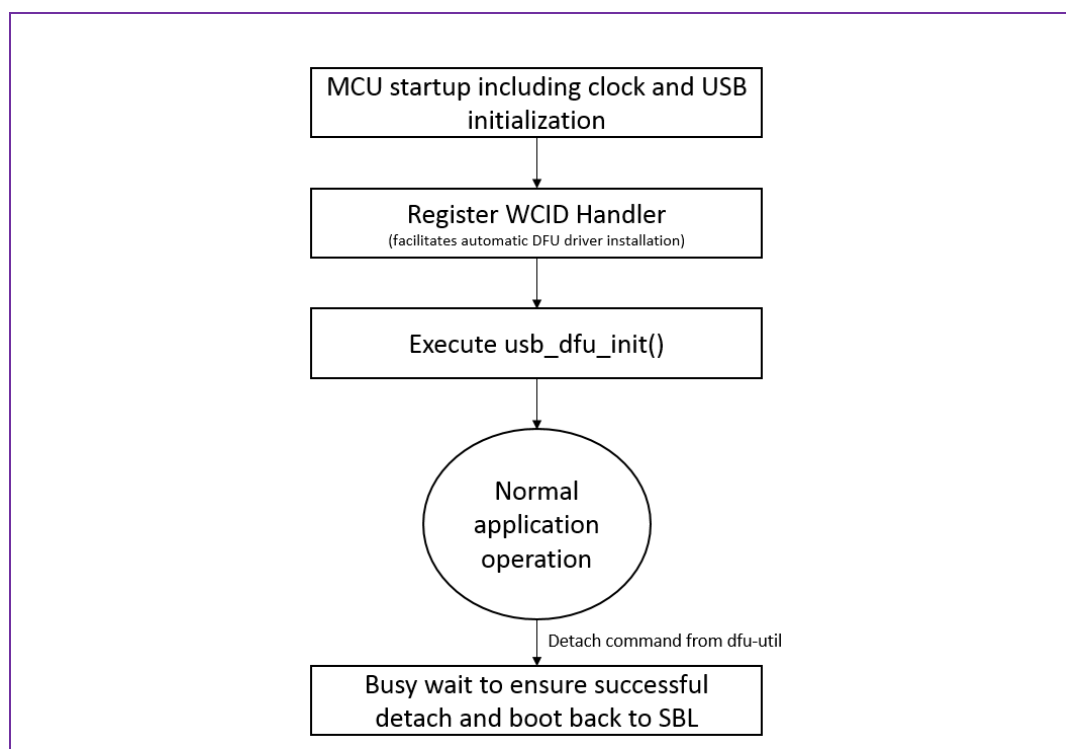 MCU startup including clock and USB
initialization
Register WCID Handler
(facilitates automatic DFU driver installation)
Execute usb_dfu_init()
Normal
application
operation
Detach command from dfu-util
Busy wait to ensure successful
detach and boot back to SBL